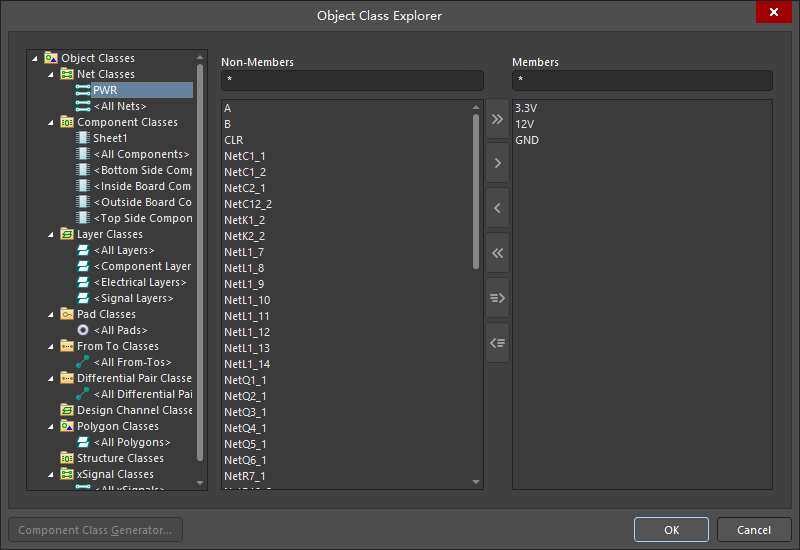 Object Class Explorer
Object Classes
Net Classes
PWR
<All Nets>
Component Classes
Sheet1
<All Components>
<Bottom Side Comp
<Inside Board Com
<Outside Board Co
<Top Side Compon
Layer Classes
<All Layers>
<Component Layer
<Electrical Layers>
<Signal Layers>
Pad Classes
<All Pads>
From To Classes
<All From-Tos>
Differential Pair Classe
<All Differential Pai
Design Channel Classe
Polygon Classes
<All Polygons>
Structure Classes
xSignal Classes
<All xSignals>
Non-Members
*
A
B
CLR
NetC1_1
NetC1_2
NetC2_1
NetC12_2
NetK1_2
NetK2_2
NetL1_7
NetL1_8
NetL1_9
NetL1_10
NetL1_11
NetL1_12
NetL1_13
NetL1_14
NetQ1_1
NetQ2_1
NetQ3_1
NetQ4_1
NetQ5_1
NetQ6_1
NetR7_1
Members
*
3.3V
12V
GND
Component Class Generator...
OK
Cancel